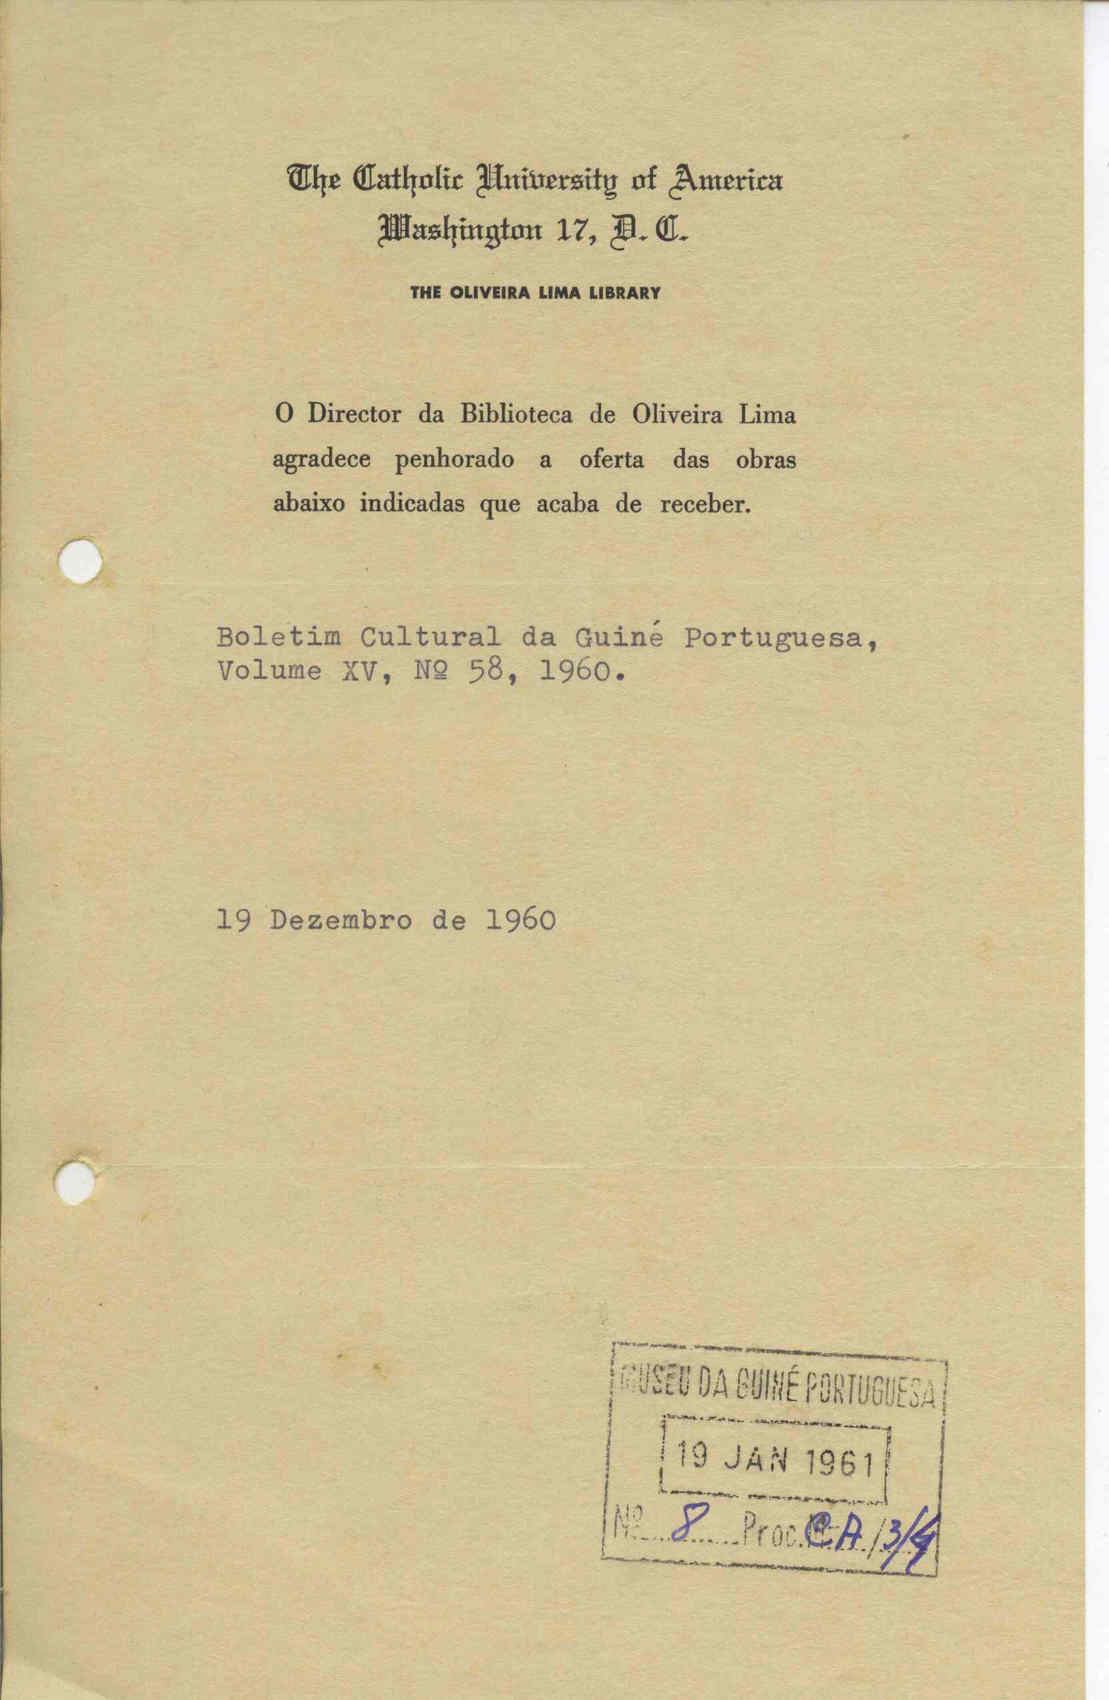 The Catholic University of America
Washington 17, D. C.
THE OLIVEIRA LIMA LIBRARY
O Director da Biblioteca de Oliveira Lima
agradece penhorado a oferta das obras
abaixo indicadas que acaba de receber.
Boletim Cultural da Guiné Portuguesa,
Volume XV, Nº 58, 1960.
19 Dezembro de 1960
MUSEU DA GUINÉ PORTUGUESA
19 JAN 1961
Nº 8 Proc. CA/3/4